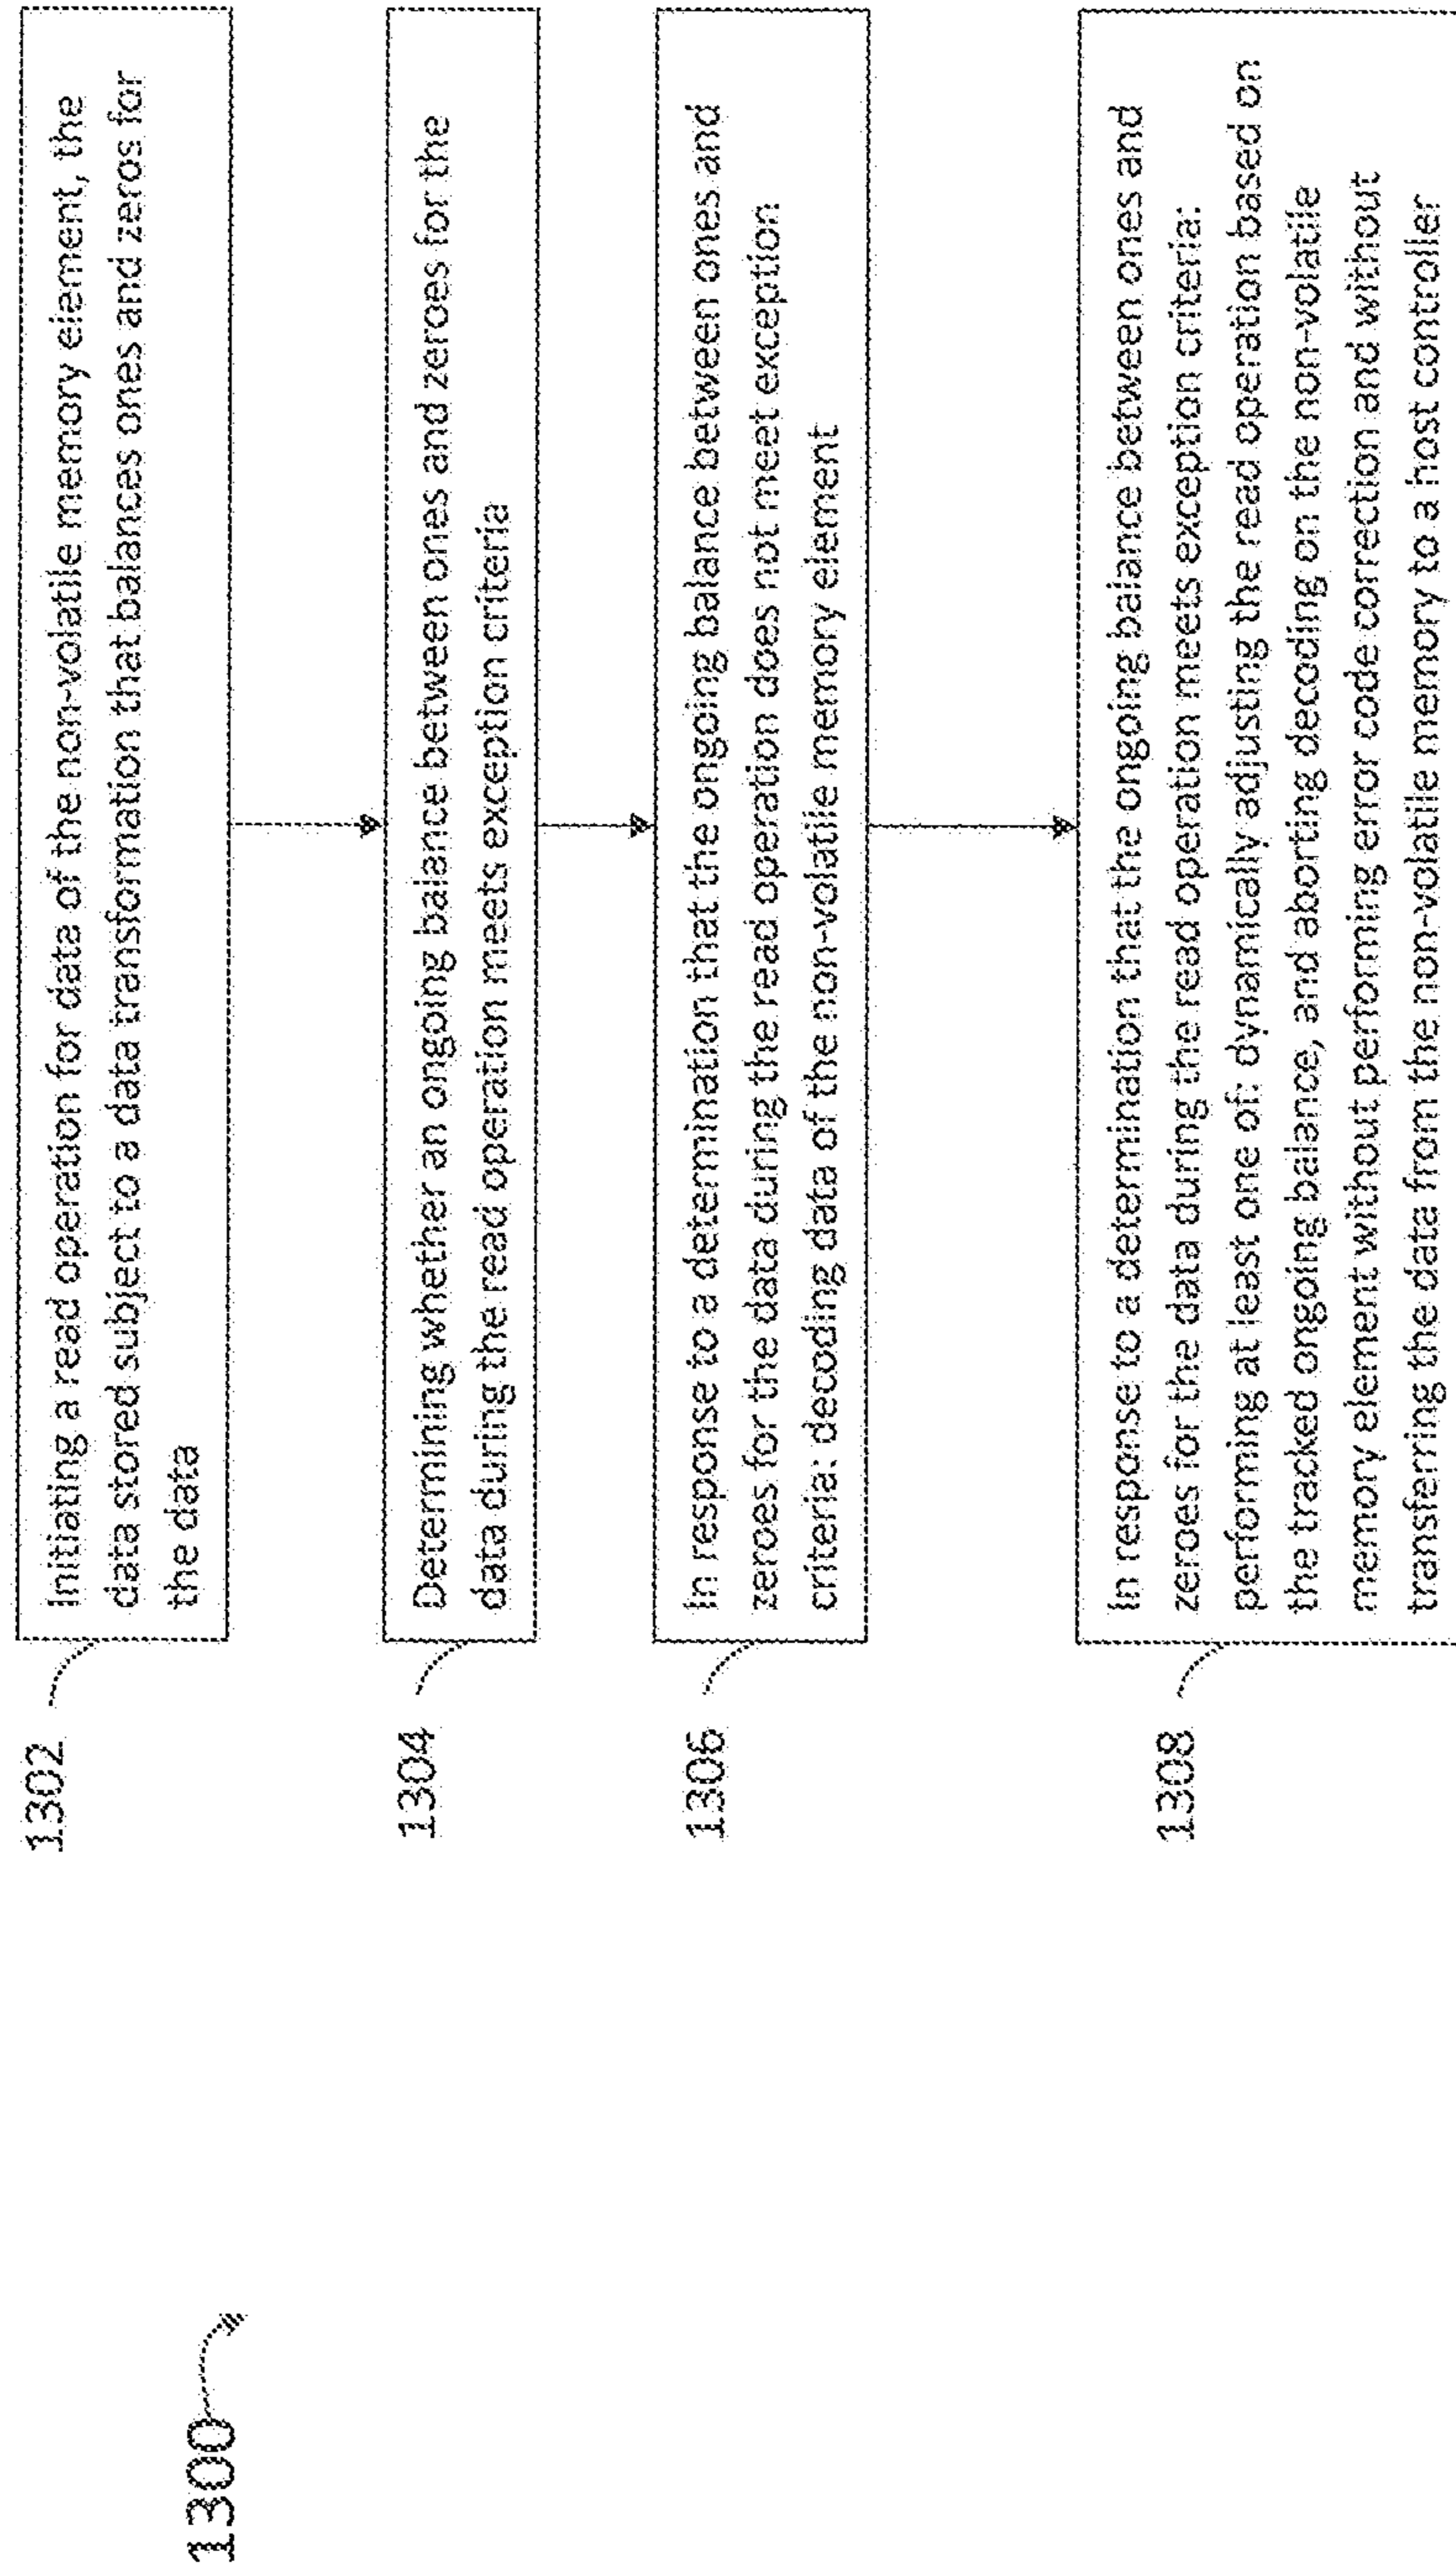 1300
1302
Initiating a read operation for data of the non-volatile memory element, the
data stored subject to a data transformation that balances ones and zeros for
the data
1304
Determining whether an ongoing balance between ones and zeroes for the
data during the read operation meets exception criteria
1306
In response to a determination that the ongoing balance between ones and
zeroes for the data during the read operation does not meet exception
criteria: decoding data of the non-volatile memory element
1308
In response to a determination that the ongoing balance between ones and
zeroes for the data during the read operation meets exception criteria:
performing at least one of: dynamically adjusting the read operation based on
the tracked ongoing balance, and aborting decoding on the non-volatile
memory element without performing error code correction and without
transferring the data from the non-volatile memory to a host controller